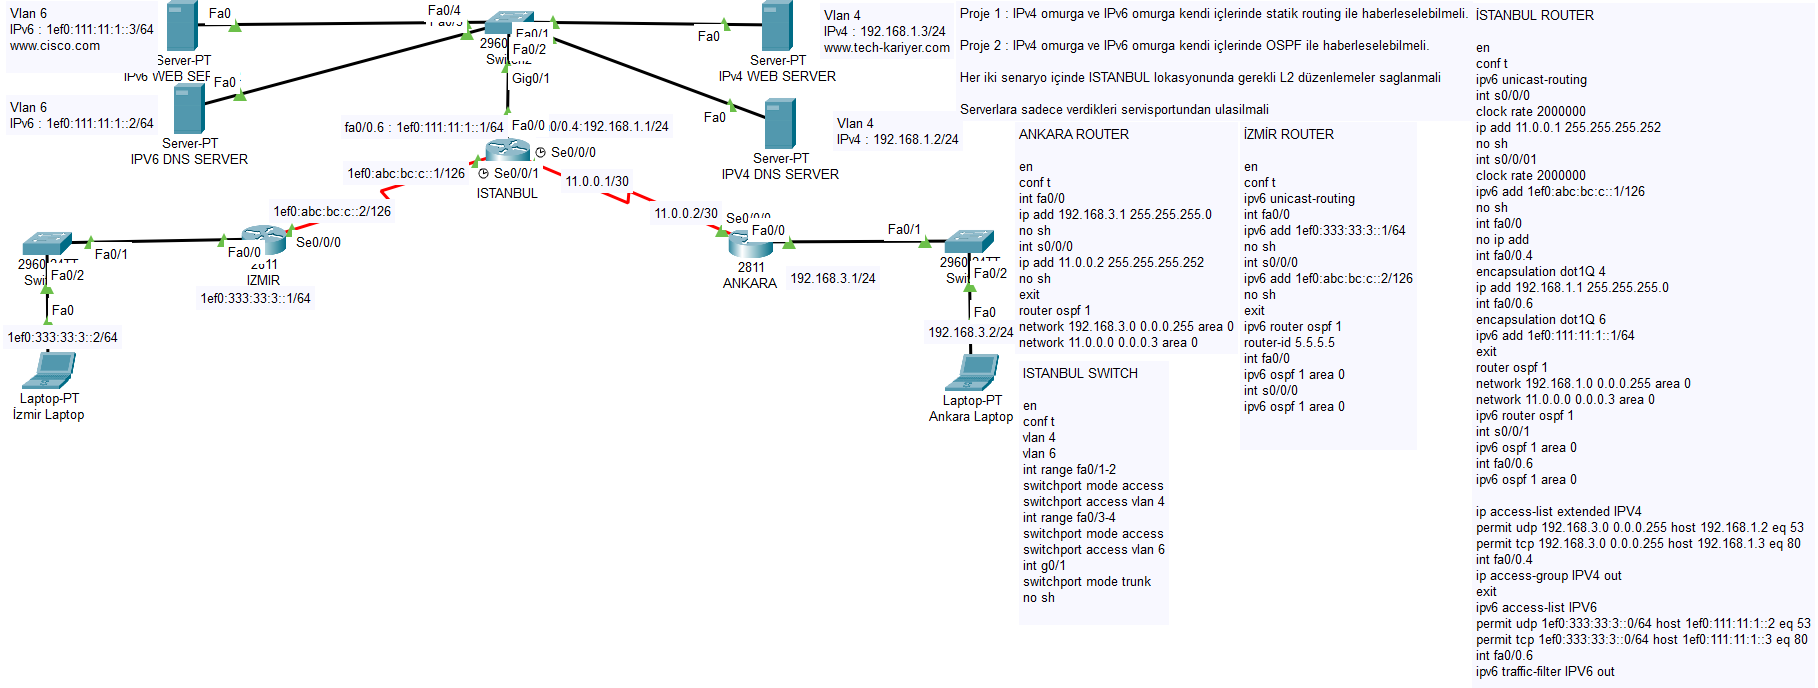 Vlan 6
IPv6 : 1ef0:111:11:1::3/64
www.cisco.com
Fa0
Server-PT
IPv6 WEB SERF
Fa0
Vlan 6
IPv6 : 1ef0:111:11:1::2/64
Server-PT
IPV6 DNS SERVER
Fa0/4
Fa0/3
Fa0/1
2960
Fa0/2
Switch2
Gig0/1
Fa0
Server-PT
IPv4 WEB SERVER
Vlan 4
IPv4 : 192.168.1.3/24
www.tech-kariyer.com
Fa0
Server-PT
IPV4 DNS SERVER
Vlan 4
IPv4 : 192.168.1.2/24
fa0/0.6 : 1ef0:111:11:1::1/64
Fa0/0
0/0.4:192.168.1.1/24
Se0/0/0
Se0/0/1
ISTANBUL
1ef0:abc:bc:c::1/126
11.0.0.1/30
1ef0:abc:bc:c::2/126
11.0.0.2/30
Se0/0/0
Fa0/0
Se0/0/0
Fa0/0
2811
IZMIR
1ef0:333:33:3::1/64
Fa0/1
2960-24TT
Fa0/2
Swi
Fa0
1ef0:333:33:3::2/64
Laptop-PT
İzmir Laptop
2811
ANKARA
192.168.3.1/24
Fa0/1
2960
Fa0/2
Swit
Fa0
192.168.3.2/24
Laptop-PT
Ankara Laptop
Proje 1 : IPv4 omurga ve IPv6 omurga kendi içlerinde statik routing ile haberleselebilmeli.
Proje 2 : IPv4 omurga ve IPv6 omurga kendi içlerinde OSPF ile haberleselebilmeli.
Her iki senaryo içinde ISTANBUL lokasyonunda gerekli L2 düzenlemeler saglanmali
Serverlara sadece verdikleri servisportundan ulasilmali
ANKARA ROUTER
en
conf t
int fa0/0
ip add 192.168.3.1 255.255.255.0
no sh
int s0/0/0
ip add 11.0.0.2 255.255.255.252
no sh
exit
router ospf 1
network 192.168.3.0 0.0.0.255 area 0
network 11.0.0.0 0.0.0.3 area 0
ISTANBUL SWITCH
en
conf t
vlan 4
vlan 6
int range fa0/1-2
switchport mode access
switchport access vlan 4
int range fa0/3-4
switchport mode access
switchport access vlan 6
int g0/1
switchport mode trunk
no sh
İZMİR ROUTER
en
conf t
ipv6 unicast-routing
int fa0/0
ipv6 add 1ef0:333:33:3::1/64
no sh
int s0/0/0
ipv6 add 1ef0:abc:bc:c::2/126
no sh
exit
ipv6 router ospf 1
router-id 5.5.5.5
int fa0/0
ipv6 ospf 1 area 0
int s0/0/0
ipv6 ospf 1 area 0
İSTANBUL ROUTER
en
conf t
ipv6 unicast-routing
int s0/0/0
clock rate 2000000
ip add 11.0.0.1 255.255.255.252
no sh
int s0/0/01
clock rate 2000000
ipv6 add 1ef0:abc:bc:c::1/126
no sh
int fa0/0
no ip add
int fa0/0.4
encapsulation dot1Q 4
ip add 192.168.1.1 255.255.255.0
int fa0/0.6
encapsulation dot1Q 6
ipv6 add 1ef0:111:11:1::1/64
exit
router ospf 1
network 192.168.1.0 0.0.0.255 area 0
network 11.0.0.0 0.0.0.3 area 0
ipv6 router ospf 1
int s0/0/1
ipv6 ospf 1 area 0
int fa0/0.6
ipv6 ospf 1 area 0
ip access-list extended IPV4
permit udp 192.168.3.0 0.0.0.255 host 192.168.1.2 eq 53
permit tcp 192.168.3.0 0.0.0.255 host 192.168.1.3 eq 80
int fa0/0.4
ip access-group IPV4 out
exit
ipv6 access-list IPV6
permit udp 1ef0:333:33:3::0/64 host 1ef0:111:11:1::2 eq 53
permit tcp 1ef0:333:33:3::0/64 host 1ef0:111:11:1::3 eq 80
int fa0/0.6
ipv6 traffic-filter IPV6 out